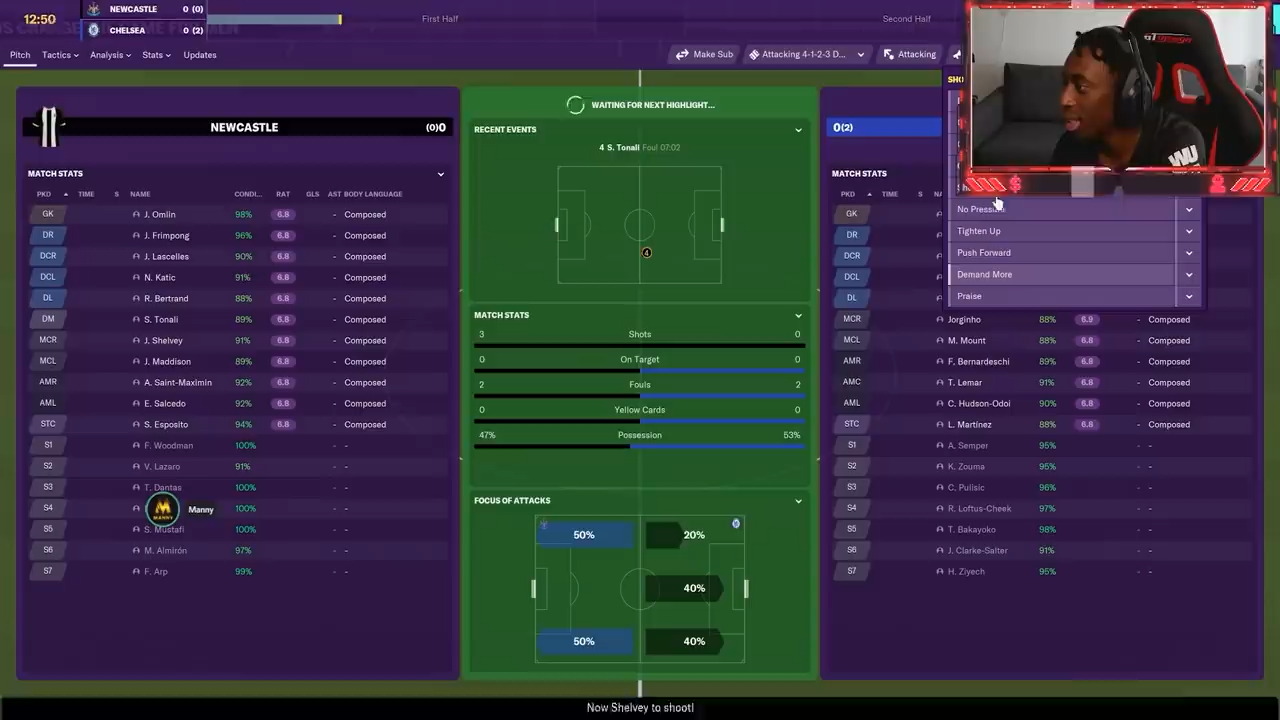 12:50
NEWCASTLE 0 (0)
CHELSEA 0 (2)
First Half
Second Half
Pitch Tactics Analysis Stats Updates
Make Sub Attacking 4-1-2-3 D... Attacking
NEWCASTLE (0)0
WAITING FOR NEXT HIGHLIGHT...
0(2)
RECENT EVENTS
4 S. Tonali Foul 07:02
4
MATCH STATS
PKD TIME S NAME CONDI... RAT GLS AST BODY LANGUAGE
GK J. Omlin 98% 6.8 - Composed
DR J. Frimpong 96% 6.8 - Composed
DCR J. Lascelles 90% 6.8 - Composed
DCL N. Katic 91% 6.8 - Composed
DL R. Bertrand 88% 6.8 - Composed
DM S. Tonali 89% 6.8 - Composed
MCR J. Shelvey 91% 6.8 - Composed
MCL J. Maddison 89% 6.8 - Composed
AMR A. Saint-Maximin 92% 6.8 - Composed
AML E. Salcedo 92% 6.8 - Composed
STC S. Esposito 94% 6.8 - Composed
S1 F. Woodman 100% - -
S2 V. Lazaro 91% - -
S3 T. Dantas 100% - -
S4 100% - -
MANNY
Manny
S5 S. Mustafi 100% - -
S6 M. Almirón 97% - -
S7 F. Arp 99% - -
MATCH STATS
3 Shots 0
0 On Target 0
2 Fouls 2
0 Yellow Cards 0
47% Possession 53%
FOCUS OF ATTACKS
50% 20%
40%
50% 40%
MATCH STATS
PKD TIME S
GK
DR
DCR
DCL
DL
MCR Jorginho 88% 6.9 - Composed
MCL M. Mount 88% 6.8 - Composed
AMR F. Bernardeschi 89% 6.8 - Composed
AMC T. Lemar 91% 6.8 - Composed
AML C. Hudson-Odoi 90% 6.8 - Composed
STC L. Martínez 88% 6.8 - Composed
S1 A. Semper 95% - -
S2 K. Zouma 95% - -
S3 C. Pulisic 96% - -
S4 R. Loftus-Cheek 97% - -
S5 T. Bakayoko 98% - -
S6 J. Clarke-Salter 91% - -
S7 H. Ziyech 95% - -
No Pressure
Tighten Up
Push Forward
Demand More
Praise
WU
Now Shelvey to shoot!